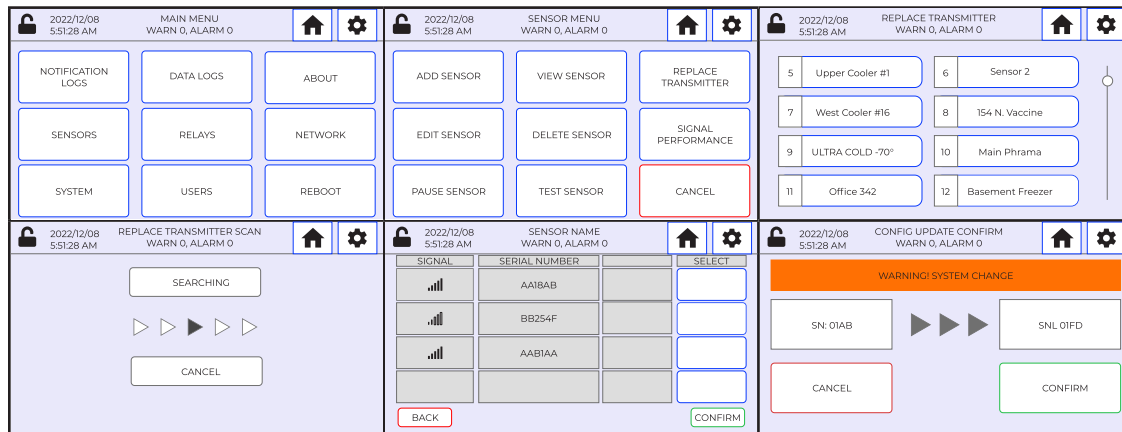 2022/12/08
5:51:28 AM
MAIN MENU
WARN 0, ALARM 0
NOTIFICATION
LOGS
DATA LOGS
ABOUT
SENSORS
RELAYS
NETWORK
SYSTEM
USERS
REBOOT
2022/12/08
5:51:28 AM
SENSOR MENU
WARN 0, ALARM 0
ADD SENSOR
VIEW SENSOR
REPLACE
TRANSMITTER
EDIT SENSOR
DELETE SENSOR
SIGNAL
PERFORMANCE
PAUSE SENSOR
TEST SENSOR
CANCEL
2022/12/08
5:51:28 AM
REPLACE TRANSMITTER
WARN 0, ALARM 0
5 Upper Cooler #1
6 Sensor 2
7 West Cooler #16
8 154 N. Vaccine
9 ULTRA COLD -70°
10 Main Phrama
11 Office 342
12 Basement Freezer
2022/12/08
5:51:28 AM
REPLACE TRANSMITTER SCAN
WARN 0, ALARM 0
SEARCHING
CANCEL
2022/12/08
5:51:28 AM
SENSOR NAME
WARN 0, ALARM 0
SIGNAL SERIAL NUMBER SELECT
AA18AB
BB254F
AAB1AA
BACK
CONFIRM
2022/12/08
5:51:28 AM
CONFIG UPDATE CONFIRM
WARN 0, ALARM 0
WARNING! SYSTEM CHANGE
SN: 01AB
SNL 01FD
CANCEL
CONFIRM